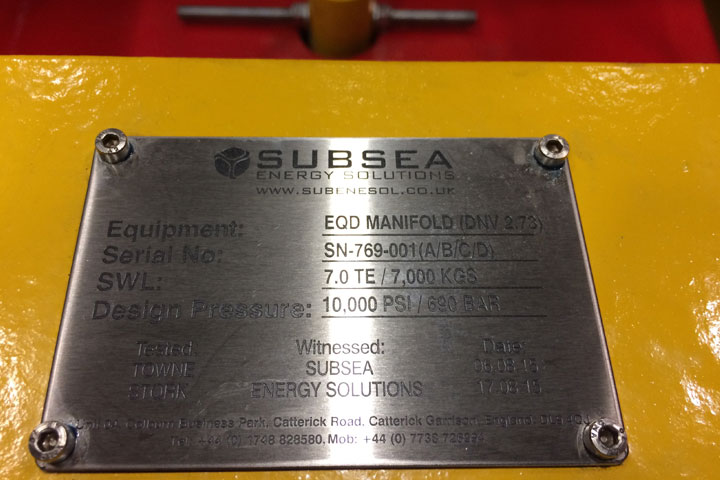 SUBSEA
ENERGY SOLUTIONS
WWW.SUBENESOL.CO.UK
Equipment: EQD MANIFOLD (DNV 2.73)
Serial No: SN-769-001(A/B/C/D)
SWL: 7.0 TE / 7,000 KGS
Design Pressure: 10,000 PSI / 690 BAR
Tested: Witnessed: Date:
TOWNE SUBSEA
STORK ENERGY SOLUTIONS
Business Park, Catterick Road, Catterick Garrison, England,
Tel: +44 (0) 1748 828580, Mob: +44 (0) 7738